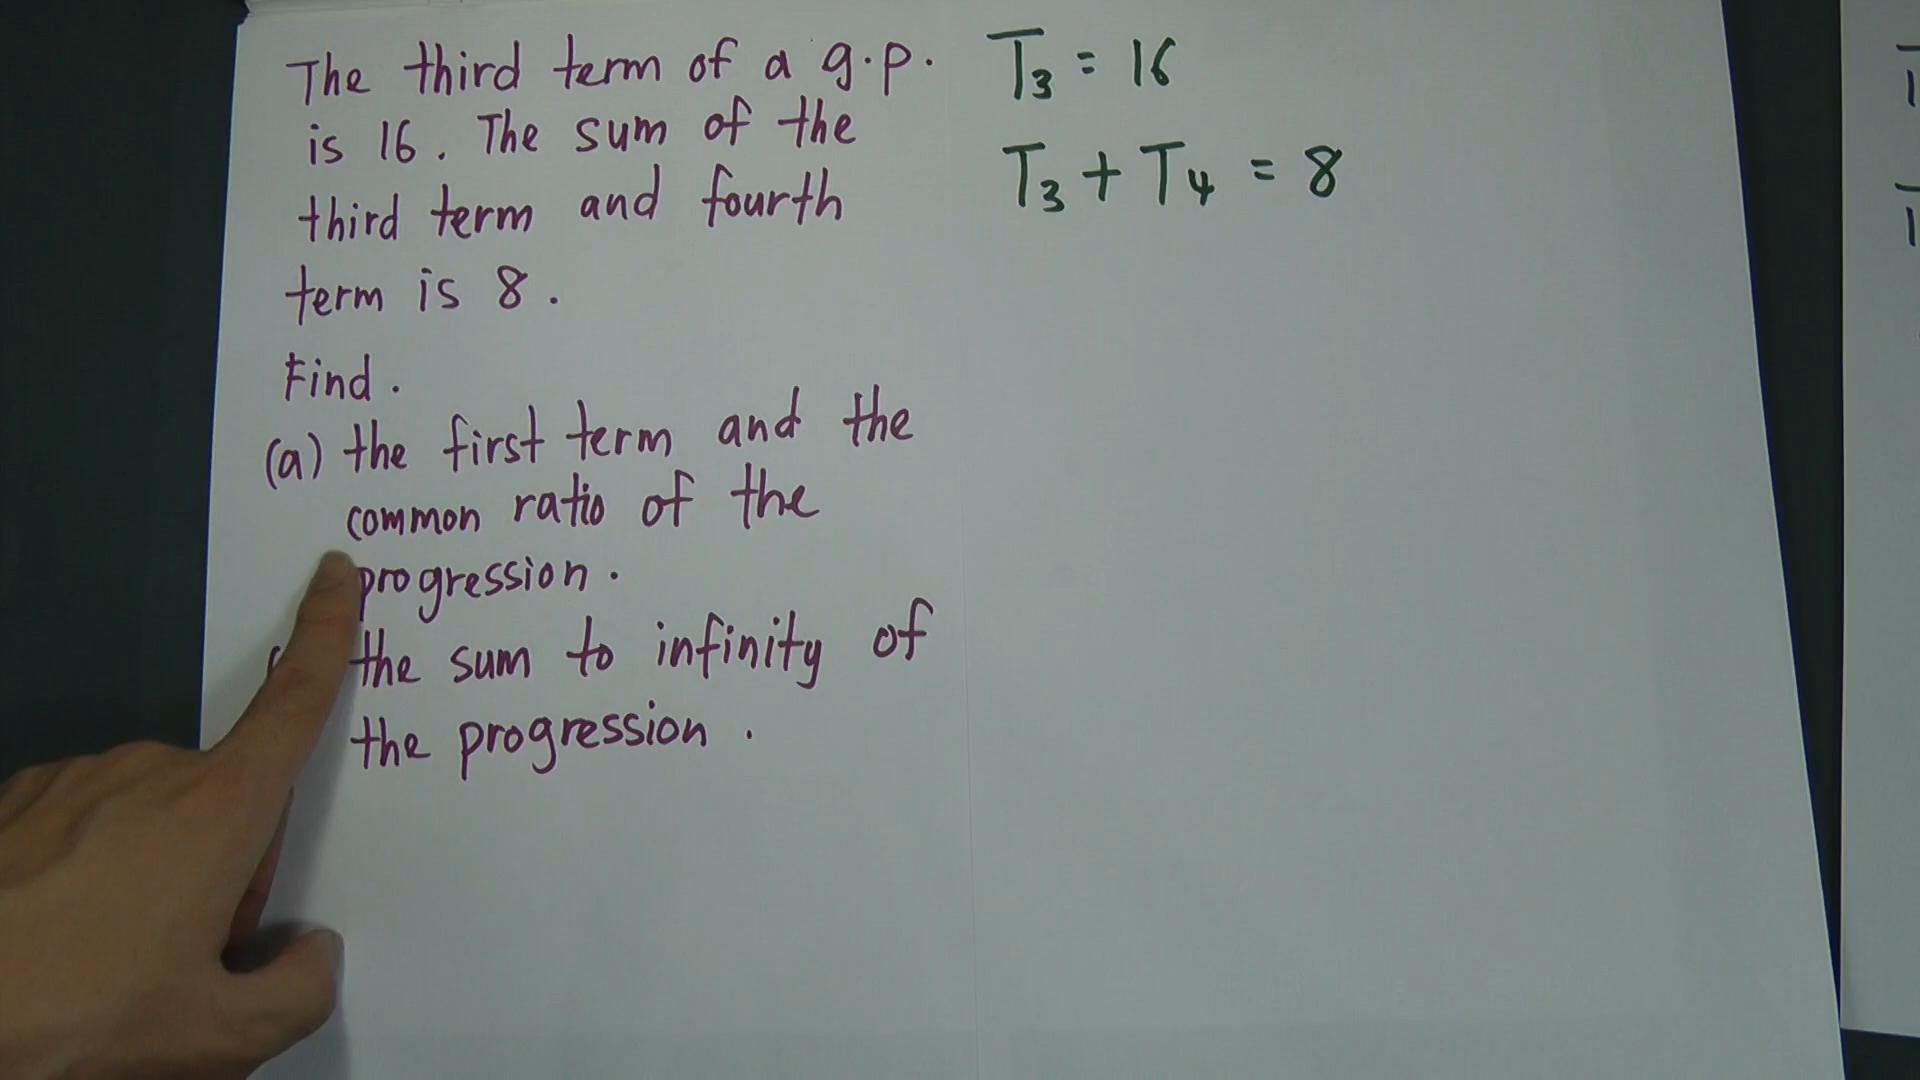 The third term of a g.p.
is 16. The sum of the
third term and fourth
term is 8.
Find.
(a) the first term and the
common ratio of the
progression.
the sum to infinity of
the progression.
T3 = 16
T3 + T4 = 8